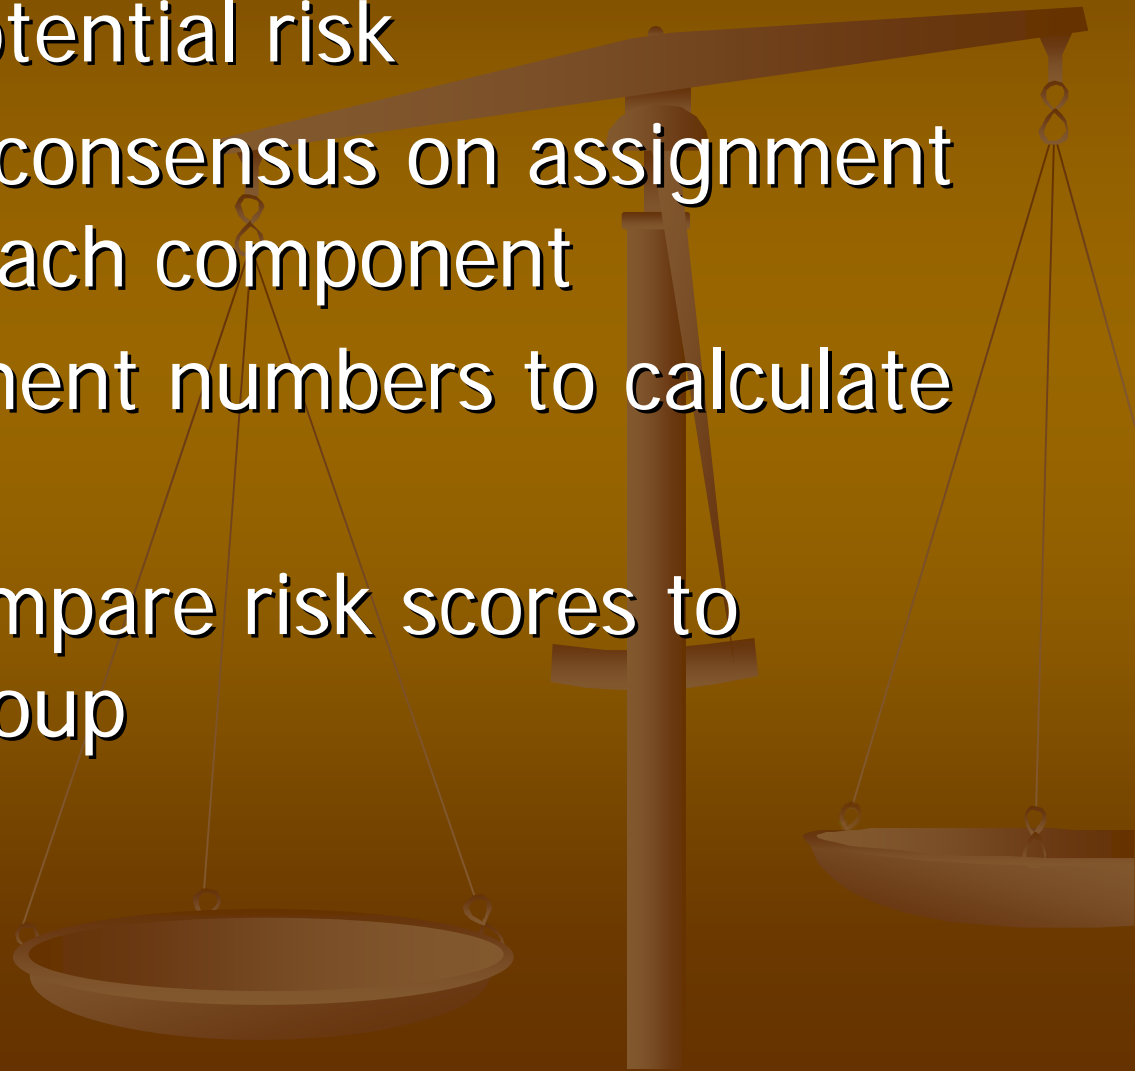 otential risk
consensus on assignment
ach component
nent numbers to calculate
mpare risk scores to
oup